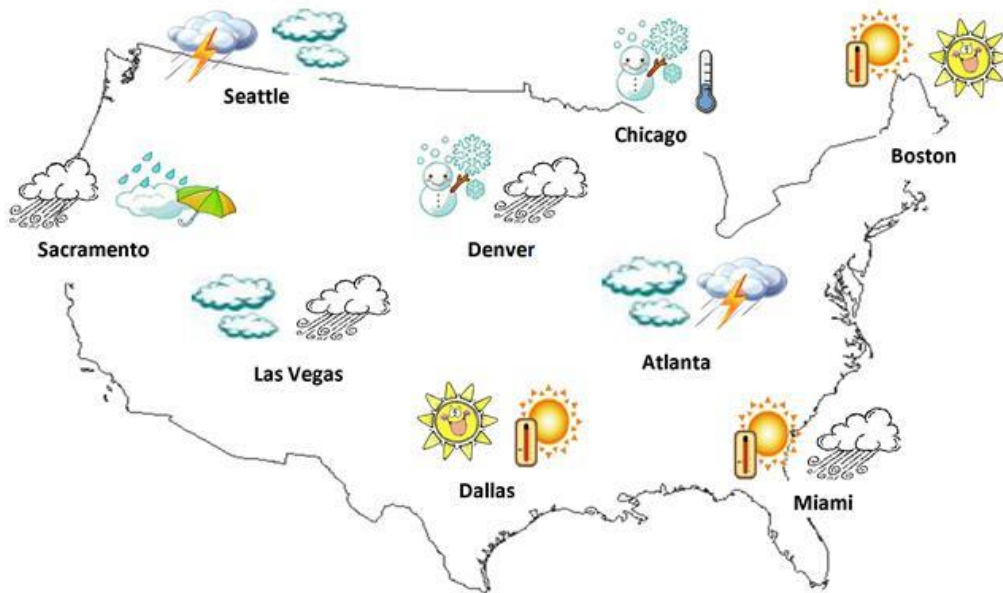 Seattle
Chicago
Boston
Sacramento
Denver
Las Vegas
Atlanta
Dallas
Miami